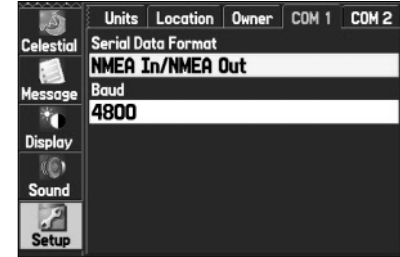 Units Location Owner COM 1 COM 2
Celestial
Serial Data Format
NMEA In/NMEA Out
Message
Baud
4800
Display
Sound
Setup